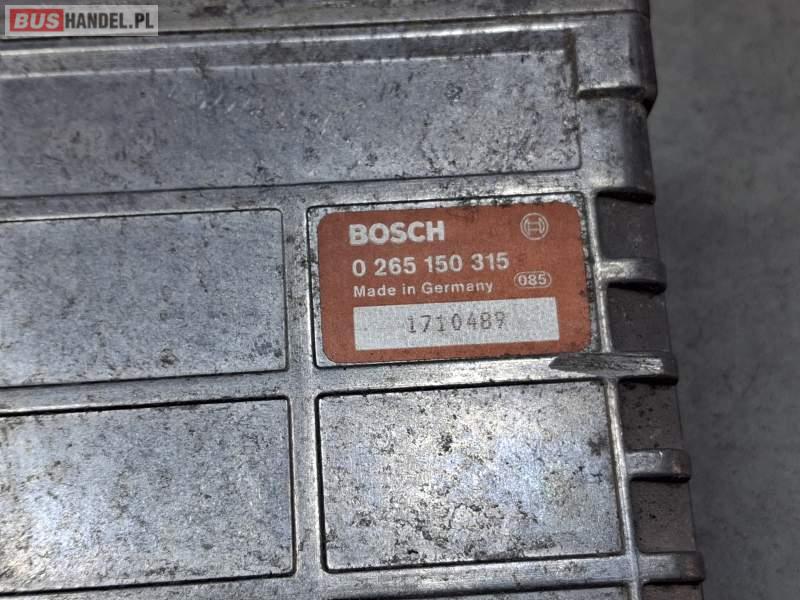 BUSHANDEL.PL
BOSCH
0 265 150 315
Made in Germany 085
1710489